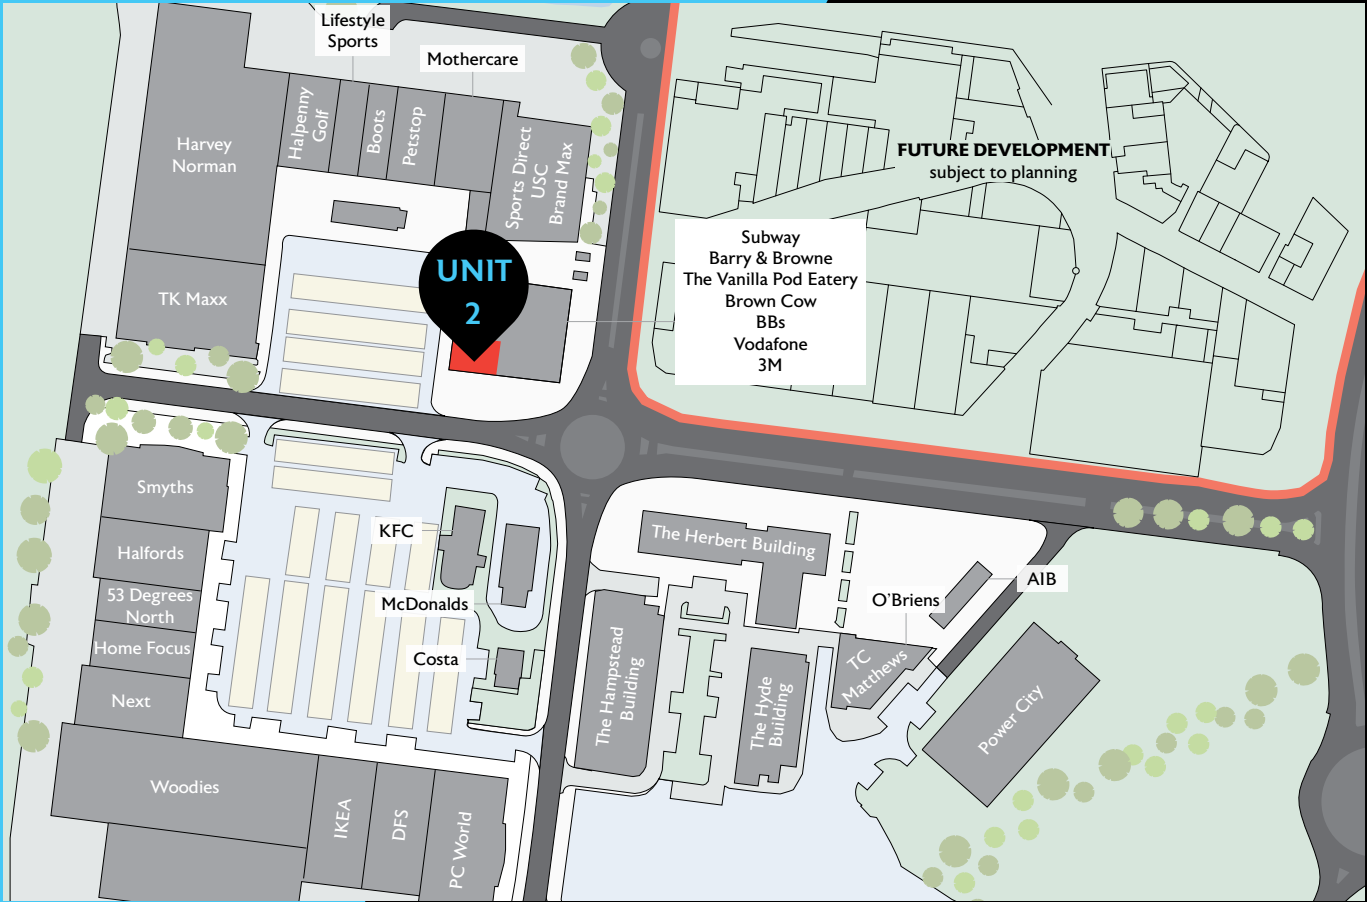 Lifestyle
Sports
Mothercare
Harvey
Norman
Halpenny
Golf
Boots
Petstop
Sports Direct
USC
Brand Max
FUTURE DEVELOPMENT
subject to planning
TK Maxx
UNIT
2
Subway
Barry & Browne
The Vanilla Pod Eatery
Brown Cow
BBs
Vodafone
3M
Smyths
Halfords
53 Degrees
North
Home Focus
Next
Woodies
IKEA
DFS
PC World
KFC
McDonalds
Costa
The Herbert Building
The Hampstead
Building
The Hyde
Building
O'Briens
AIB
TC
Matthews
Power City